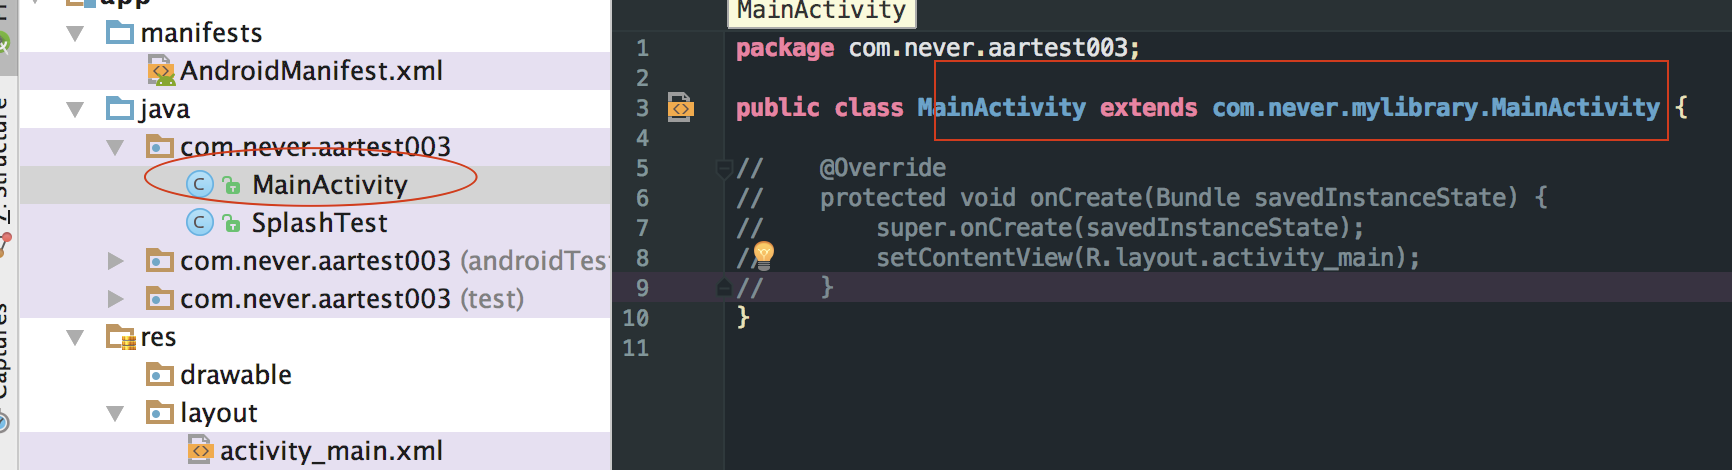 app
manifests
AndroidManifest.xml
java
com.never.aartest003
MainActivity
SplashTest
com.never.aartest003 (androidTes
com.never.aartest003 (test)
res
drawable
layout
activity_main.xml
7: Structure
Captures
MainActivity
1 package com.never.aartest003;
2
3 public class MainActivity extends com.never.mylibrary.MainActivity {
4
5 //    @Override
6 //    protected void onCreate(Bundle savedInstanceState) {
7 //        super.onCreate(savedInstanceState);
8 //        setContentView(R.layout.activity_main);
9 //    }
10 }
11